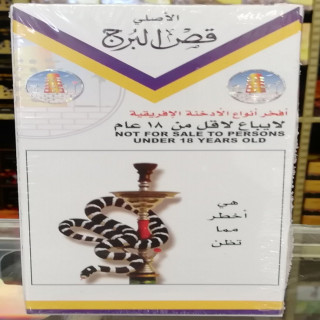 الأصلي
قص البرج
أفخر أنواع الأدخنة الإفريقية
لايباع لاقل من ١٨ عام
NOT FOR SALE TO PERSONS
UNDER 18 YEARS OLD
هي
أخطر
مما
تظن